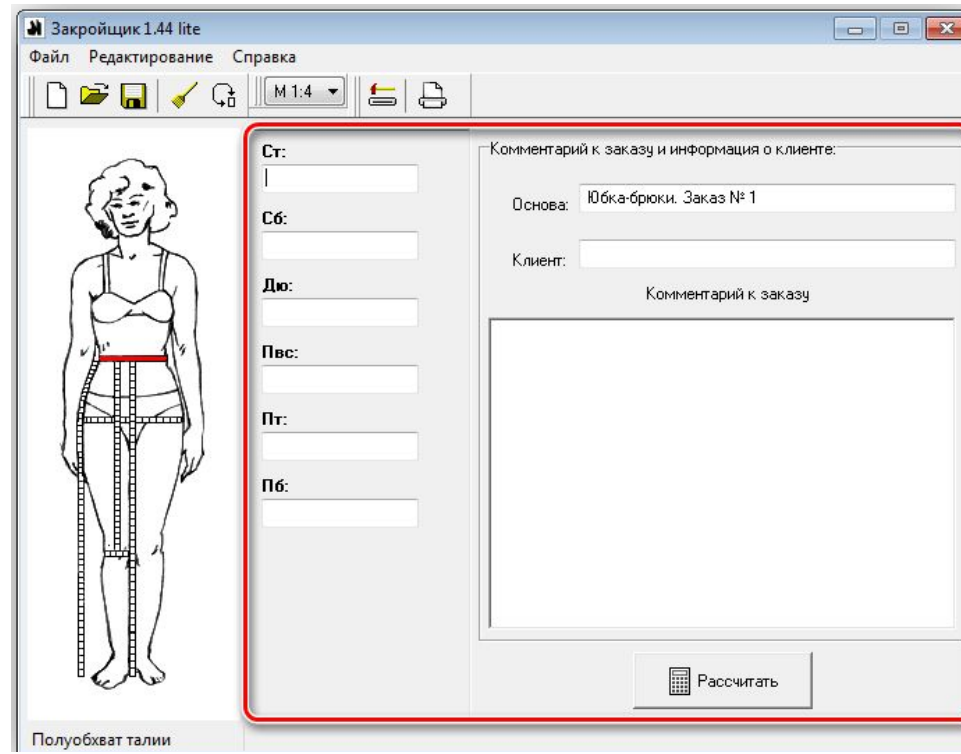 Закройщик 1.44 lite
Файл Редактирование Справка
М 1:4
Ст:
Сб:
Дю:
Пвс:
Пт:
Пб:
Комментарий к заказу и информация о клиенте:
Основа: Юбка-брюки. Заказ № 1
Клиент:
Комментарий к заказу
Рассчитать
Полуобхват талии